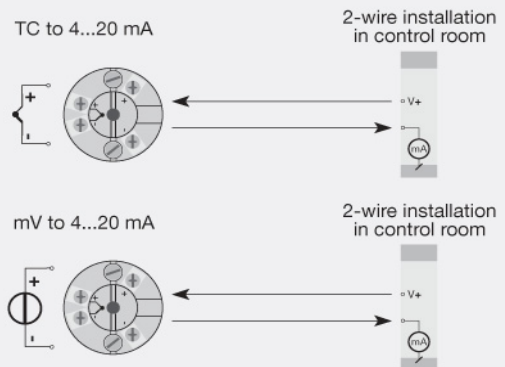 TC to 4...20 mA
2-wire installation
in control room
+
-
+
+
-
V+
mA
mV to 4...20 mA
2-wire installation
in control room
+
-
+
+
-
V+
mA